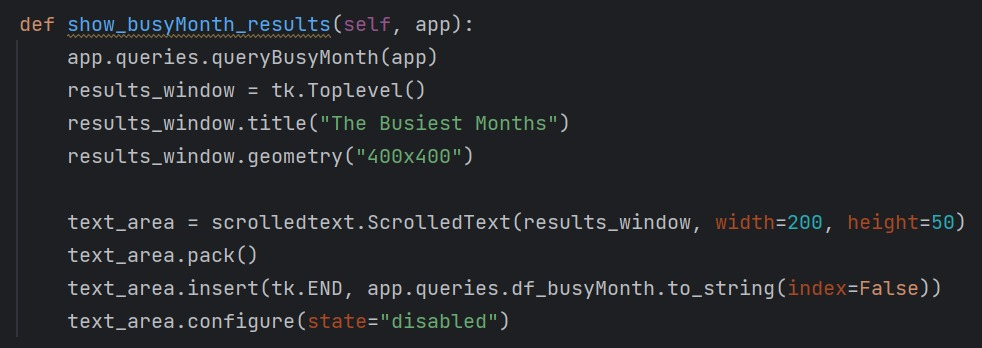 def show_busyMonth_results(self, app):
    app.queries.queryBusyMonth(app)
    results_window = tk.Toplevel()
    results_window.title("The Busiest Months")
    results_window.geometry("400x400")

    text_area = scrolledtext.ScrolledText(results_window, width=200, height=50)
    text_area.pack()
    text_area.insert(tk.END, app.queries.df_busyMonth.to_string(index=False))
    text_area.configure(state="disabled")